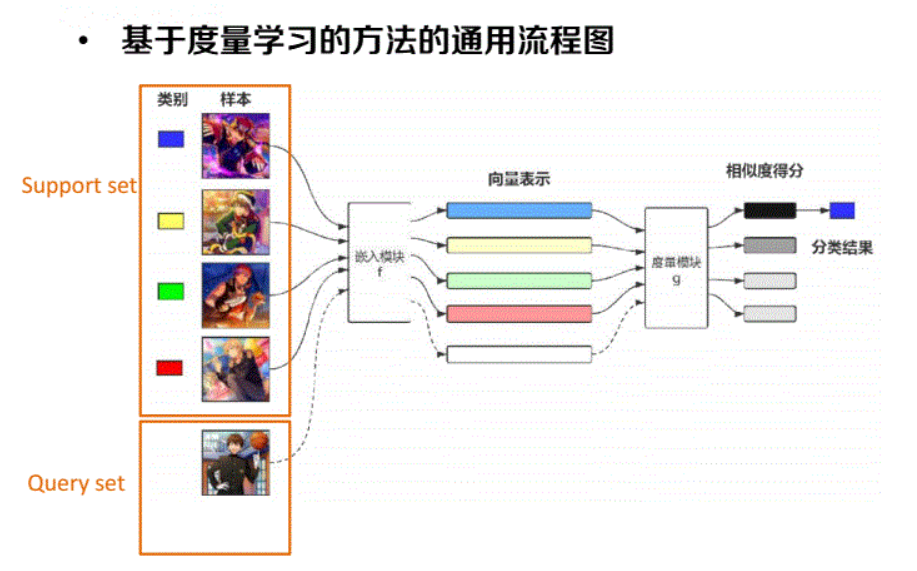 • 基于度量学习的方法的通用流程图
类别 样本
Support set
嵌入模块
f
向量表示
度量模块
g
相似度得分
分类结果
Query set